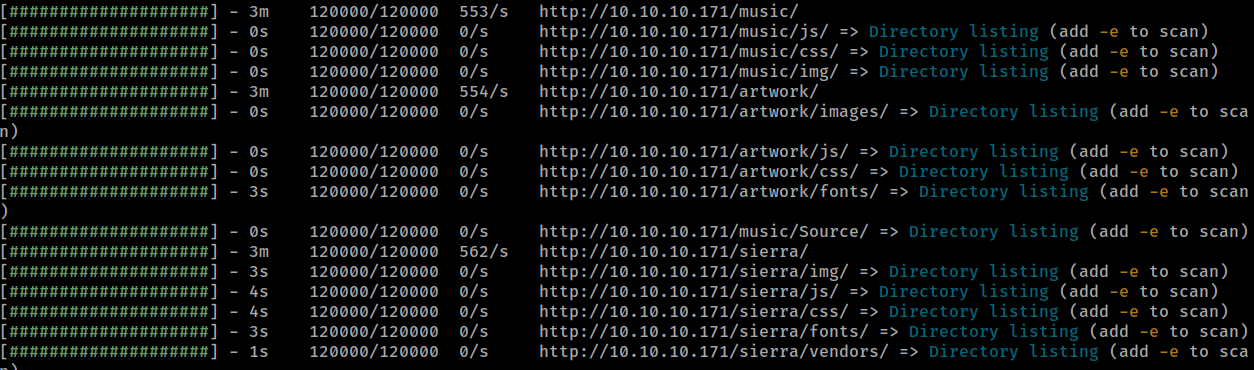 [####################] - 3m    120000/120000  553/s   http://10.10.10.171/music/
[####################] - 0s    120000/120000  0/s     http://10.10.10.171/music/js/ => Directory listing (add -e to scan)
[####################] - 0s    120000/120000  0/s     http://10.10.10.171/music/css/ => Directory listing (add -e to scan)
[####################] - 0s    120000/120000  0/s     http://10.10.10.171/music/img/ => Directory listing (add -e to scan)
[####################] - 3m    120000/120000  554/s   http://10.10.10.171/artwork/
[####################] - 0s    120000/120000  0/s     http://10.10.10.171/artwork/images/ => Directory listing (add -e to sca
n)
[####################] - 0s    120000/120000  0/s     http://10.10.10.171/artwork/js/ => Directory listing (add -e to scan)
[####################] - 0s    120000/120000  0/s     http://10.10.10.171/artwork/css/ => Directory listing (add -e to scan)
[####################] - 3s    120000/120000  0/s     http://10.10.10.171/artwork/fonts/ => Directory listing (add -e to scan
)
[####################] - 0s    120000/120000  0/s     http://10.10.10.171/music/Source/ => Directory listing (add -e to scan)
[####################] - 3m    120000/120000  562/s   http://10.10.10.171/sierra/
[####################] - 3s    120000/120000  0/s     http://10.10.10.171/sierra/img/ => Directory listing (add -e to scan)
[####################] - 4s    120000/120000  0/s     http://10.10.10.171/sierra/js/ => Directory listing (add -e to scan)
[####################] - 4s    120000/120000  0/s     http://10.10.10.171/sierra/css/ => Directory listing (add -e to scan)
[####################] - 3s    120000/120000  0/s     http://10.10.10.171/sierra/fonts/ => Directory listing (add -e to scan)
[####################] - 1s    120000/120000  0/s     http://10.10.10.171/sierra/vendors/ => Directory listing (add -e to sca
n)